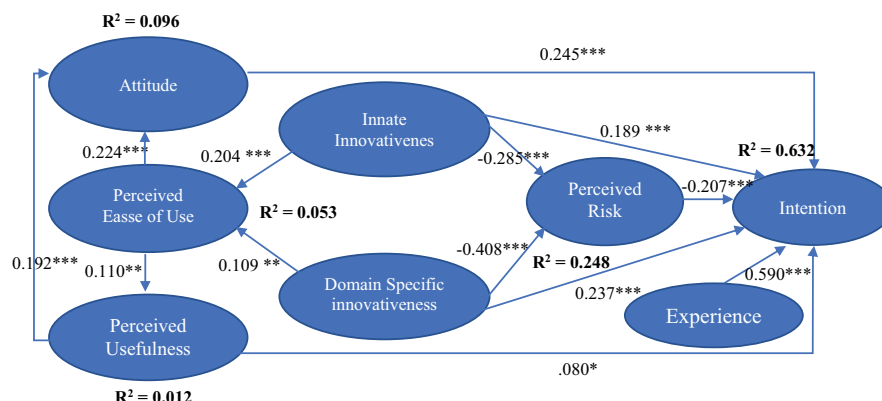 R² = 0.096
0.245***
Attitude
Innate
Innovativenes
0.189 ***
0.224***
0.204 ***
-0.285***
R² = 0.632
Perceived
Easse of Use
R² = 0.053
Perceived
Risk
-0.207***
Intention
0.192***
0.110**
0.109 **
-0.408***
R² = 0.248
Domain Specific
innovativeness
0.237***
0.590***
Perceived
Usefulness
Experience
.080*
R² = 0.012